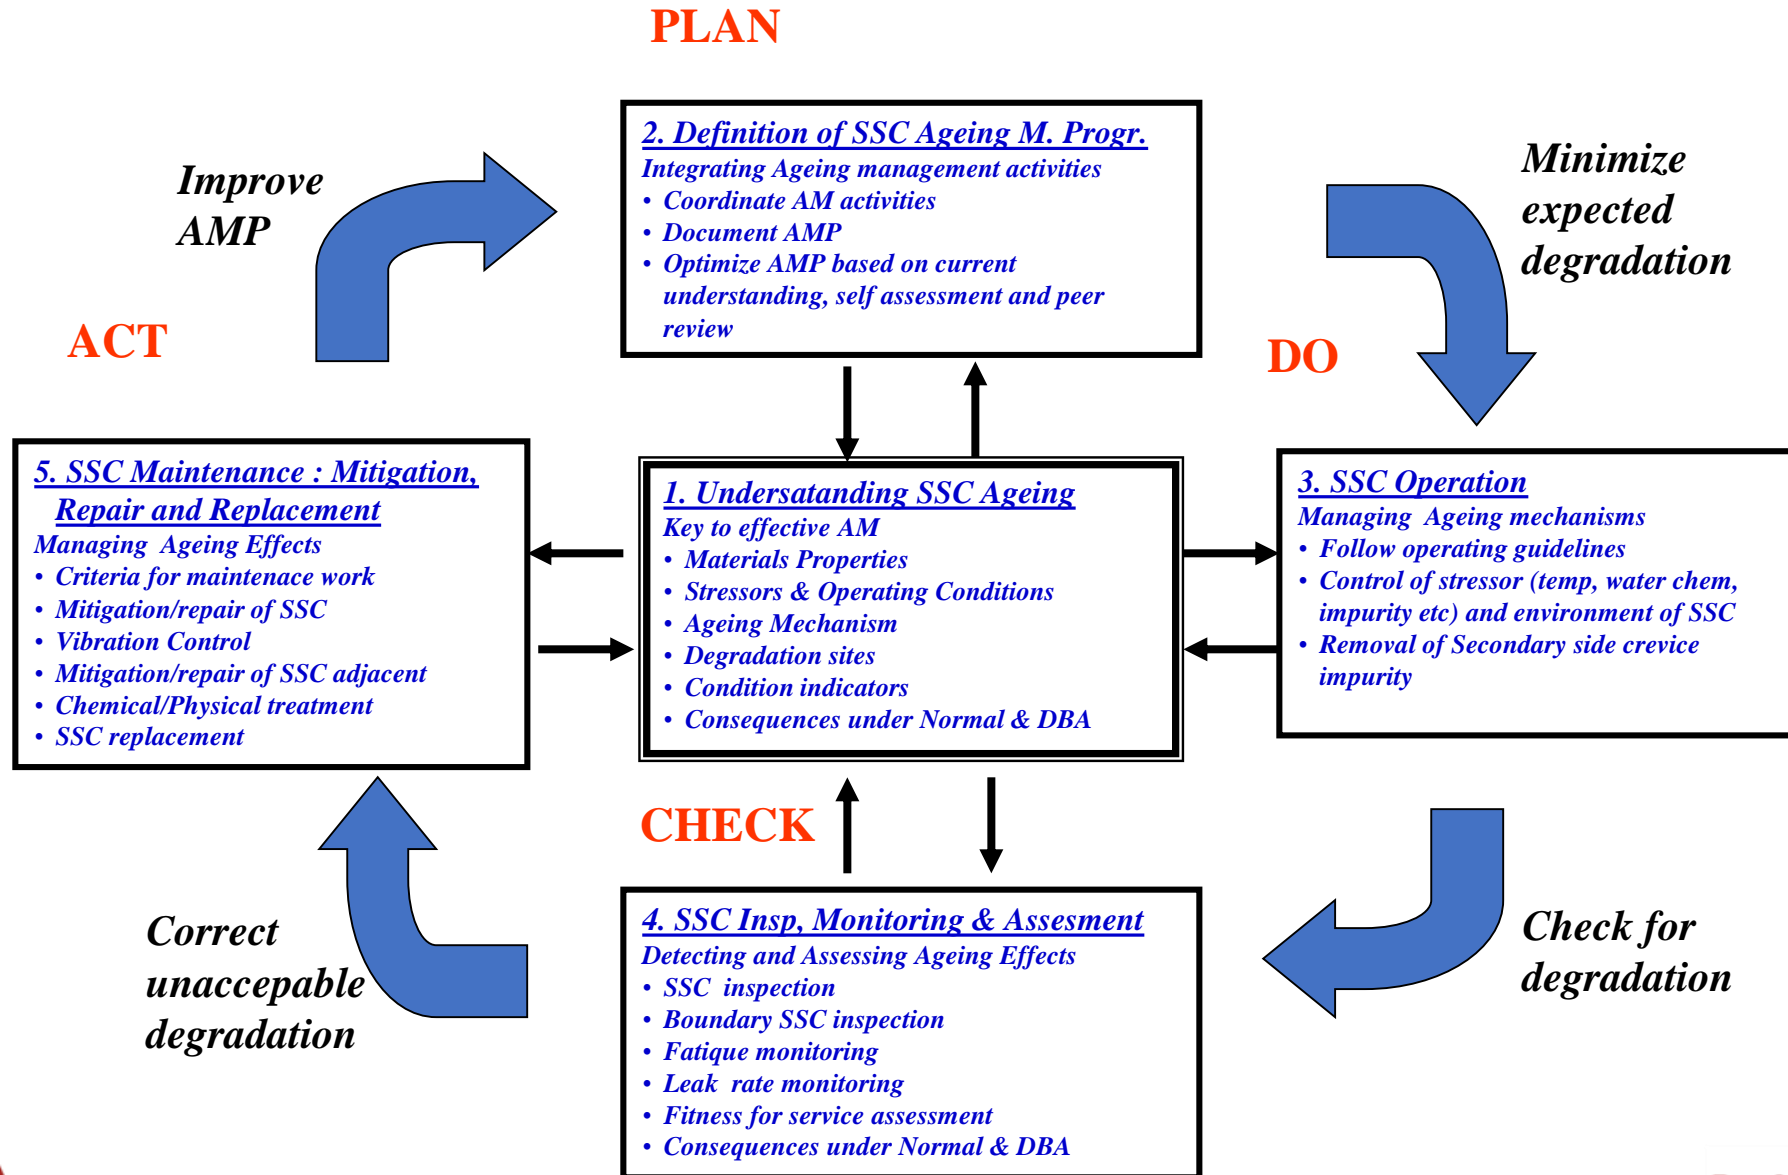 PLAN
2. Definition of SSC Ageing M. Progr.
Integrating Ageing management activities
• Coordinate AM activities
• Document AMP
• Optimize AMP based on current
understanding, self assessment and peer
review
Improve
AMP
Minimize
expected
degradation
ACT
DO
5. SSC Maintenance : Mitigation,
Repair and Replacement
Managing Ageing Effects
• Criteria for maintenace work
• Mitigation/repair of SSC
• Vibration Control
• Mitigation/repair of SSC adjacent
• Chemical/Physical treatment
• SSC replacement
1. Undersatanding SSC Ageing
Key to effective AM
• Materials Properties
• Stressors & Operating Conditions
• Ageing Mechanism
• Degradation sites
• Condition indicators
• Consequences under Normal & DBA
3. SSC Operation
Managing Ageing mechanisms
• Follow operating guidelines
• Control of stressor (temp, water chem,
impurity etc) and environment of SSC
• Removal of Secondary side crevice
impurity
CHECK
Correct
unaccepable
degradation
4. SSC Insp, Monitoring & Assesment
Detecting and Assessing Ageing Effects
• SSC inspection
• Boundary SSC inspection
• Fatique monitoring
• Leak rate monitoring
• Fitness for service assessment
• Consequences under Normal & DBA
Check for
degradation